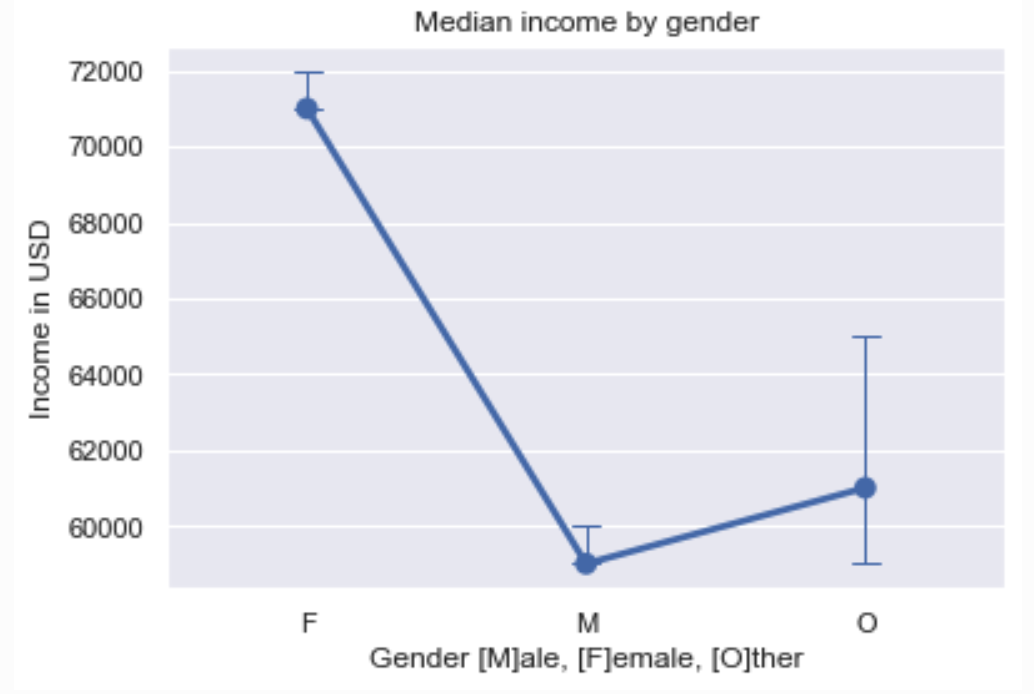 Median income by gender
72000
70000
68000
66000
64000
62000
60000
Income in USD
F M O
Gender [M]ale, [F]emale, [O]ther